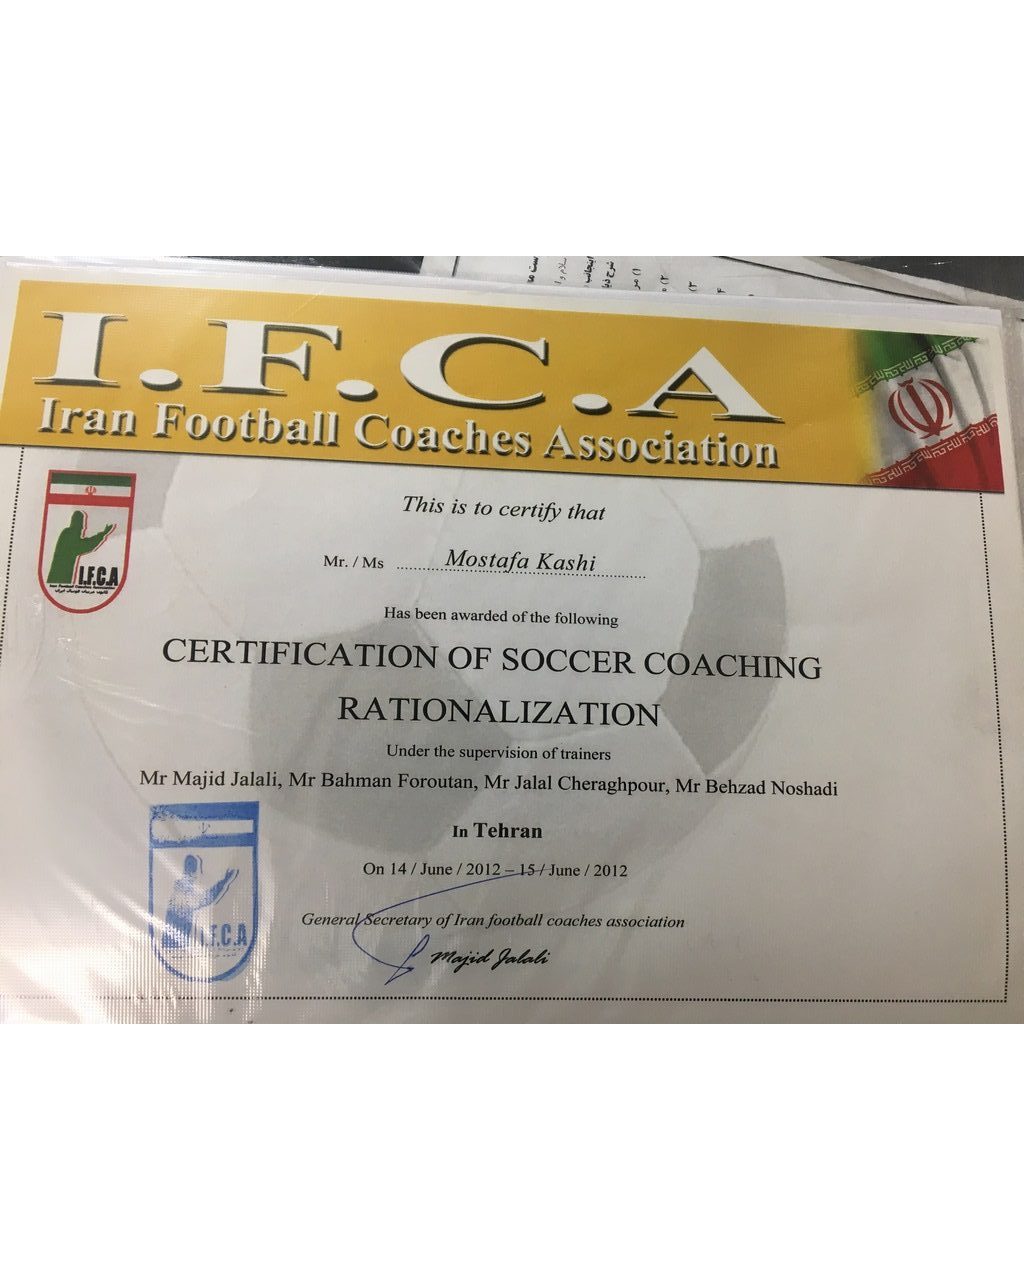 I.F.C.A
Iran Football Coaches Association
This is to certify that
Mr. / Ms Mostafa Kashi
I.F.C.A
Has been awarded of the following
CERTIFICATION OF SOCCER COACHING
RATIONALIZATION
Under the supervision of trainers
Mr Majid Jalali, Mr Bahman Foroutan, Mr Jalal Cheraghpour, Mr Behzad Noshadi
In Tehran
On 14 / June / 2012 – 15 / June / 2012
General Secretary of Iran football coaches association
I.F.C.A
Majid Jalali